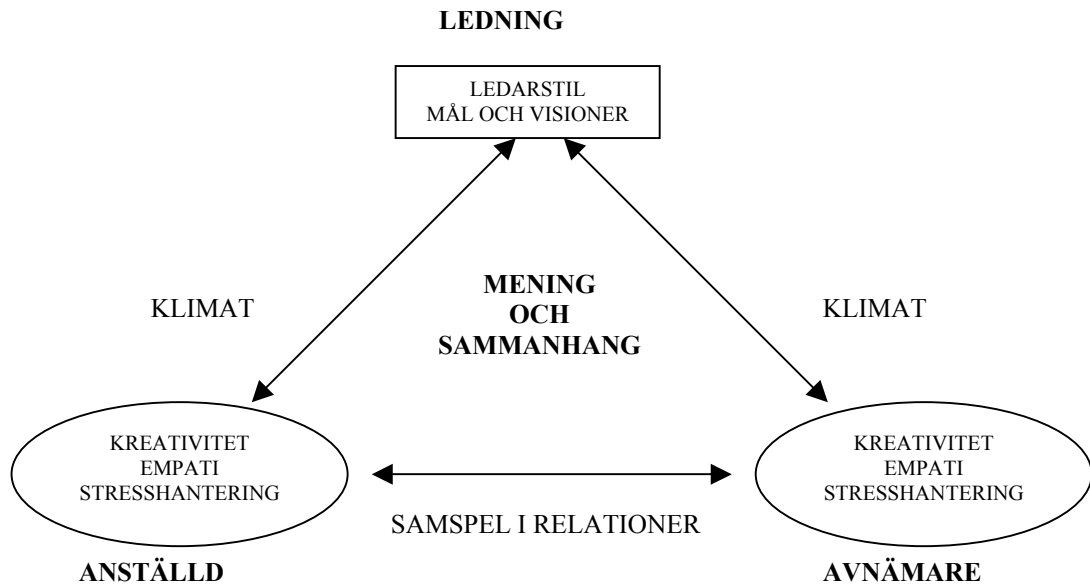 LEDNING
LEDARSTIL
MÅL OCH VISIONER
KLIMAT
MENING
OCH
SAMMANHANG
KLIMAT
KREATIVITET
EMPATI
STRESSHANTERING
KREATIVITET
EMPATI
STRESSHANTERING
SAMSPEL I RELATIONER
ANSTÄLLD
AVNÄMARE